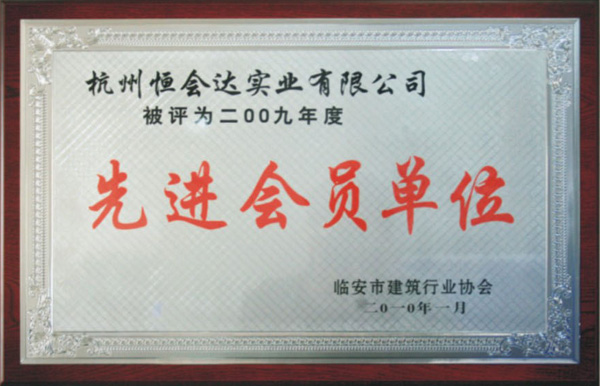 杭州恒会达实业有限公司
被评为二00九年度
先进会员单位
临安市建筑行业协会
二0一0年一月